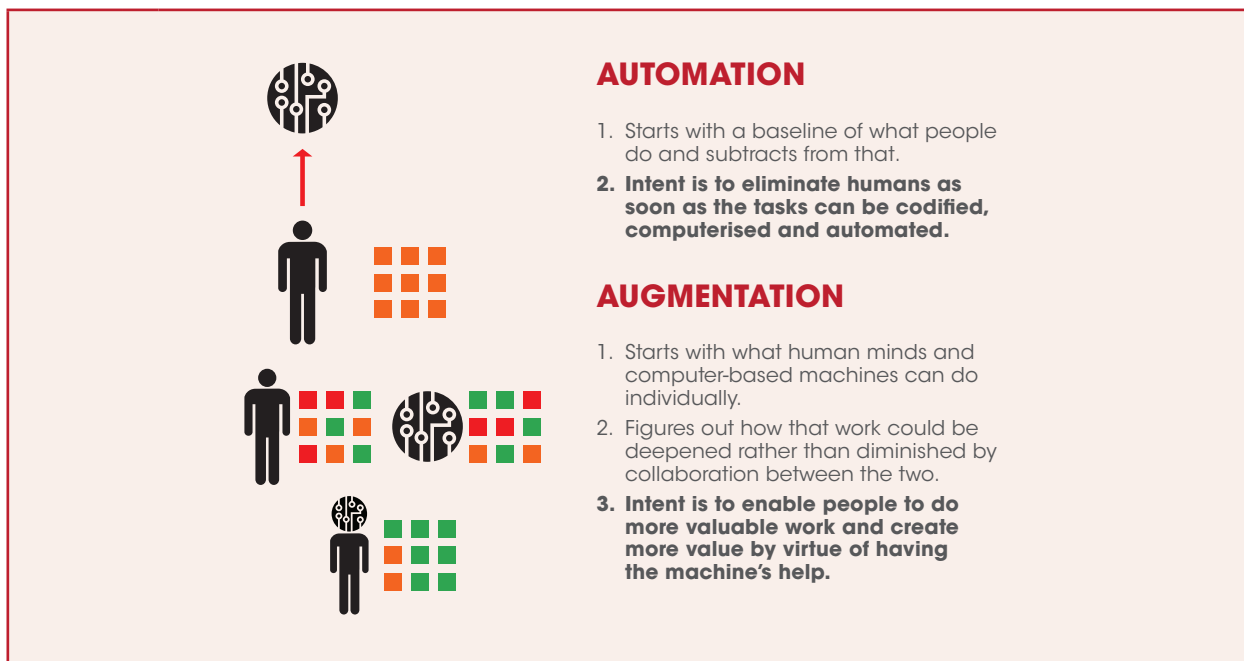 AUTOMATION
1. Starts with a baseline of what people
do and subtracts from that.
2. Intent is to eliminate humans as
soon as the tasks can be codified,
computerised and automated.
AUGMENTATION
1. Starts with what human minds and
computer-based machines can do
individually.
2. Figures out how that work could be
deepened rather than diminished by
collaboration between the two.
3. Intent is to enable people to do
more valuable work and create
more value by virtue of having
the machine’s help.